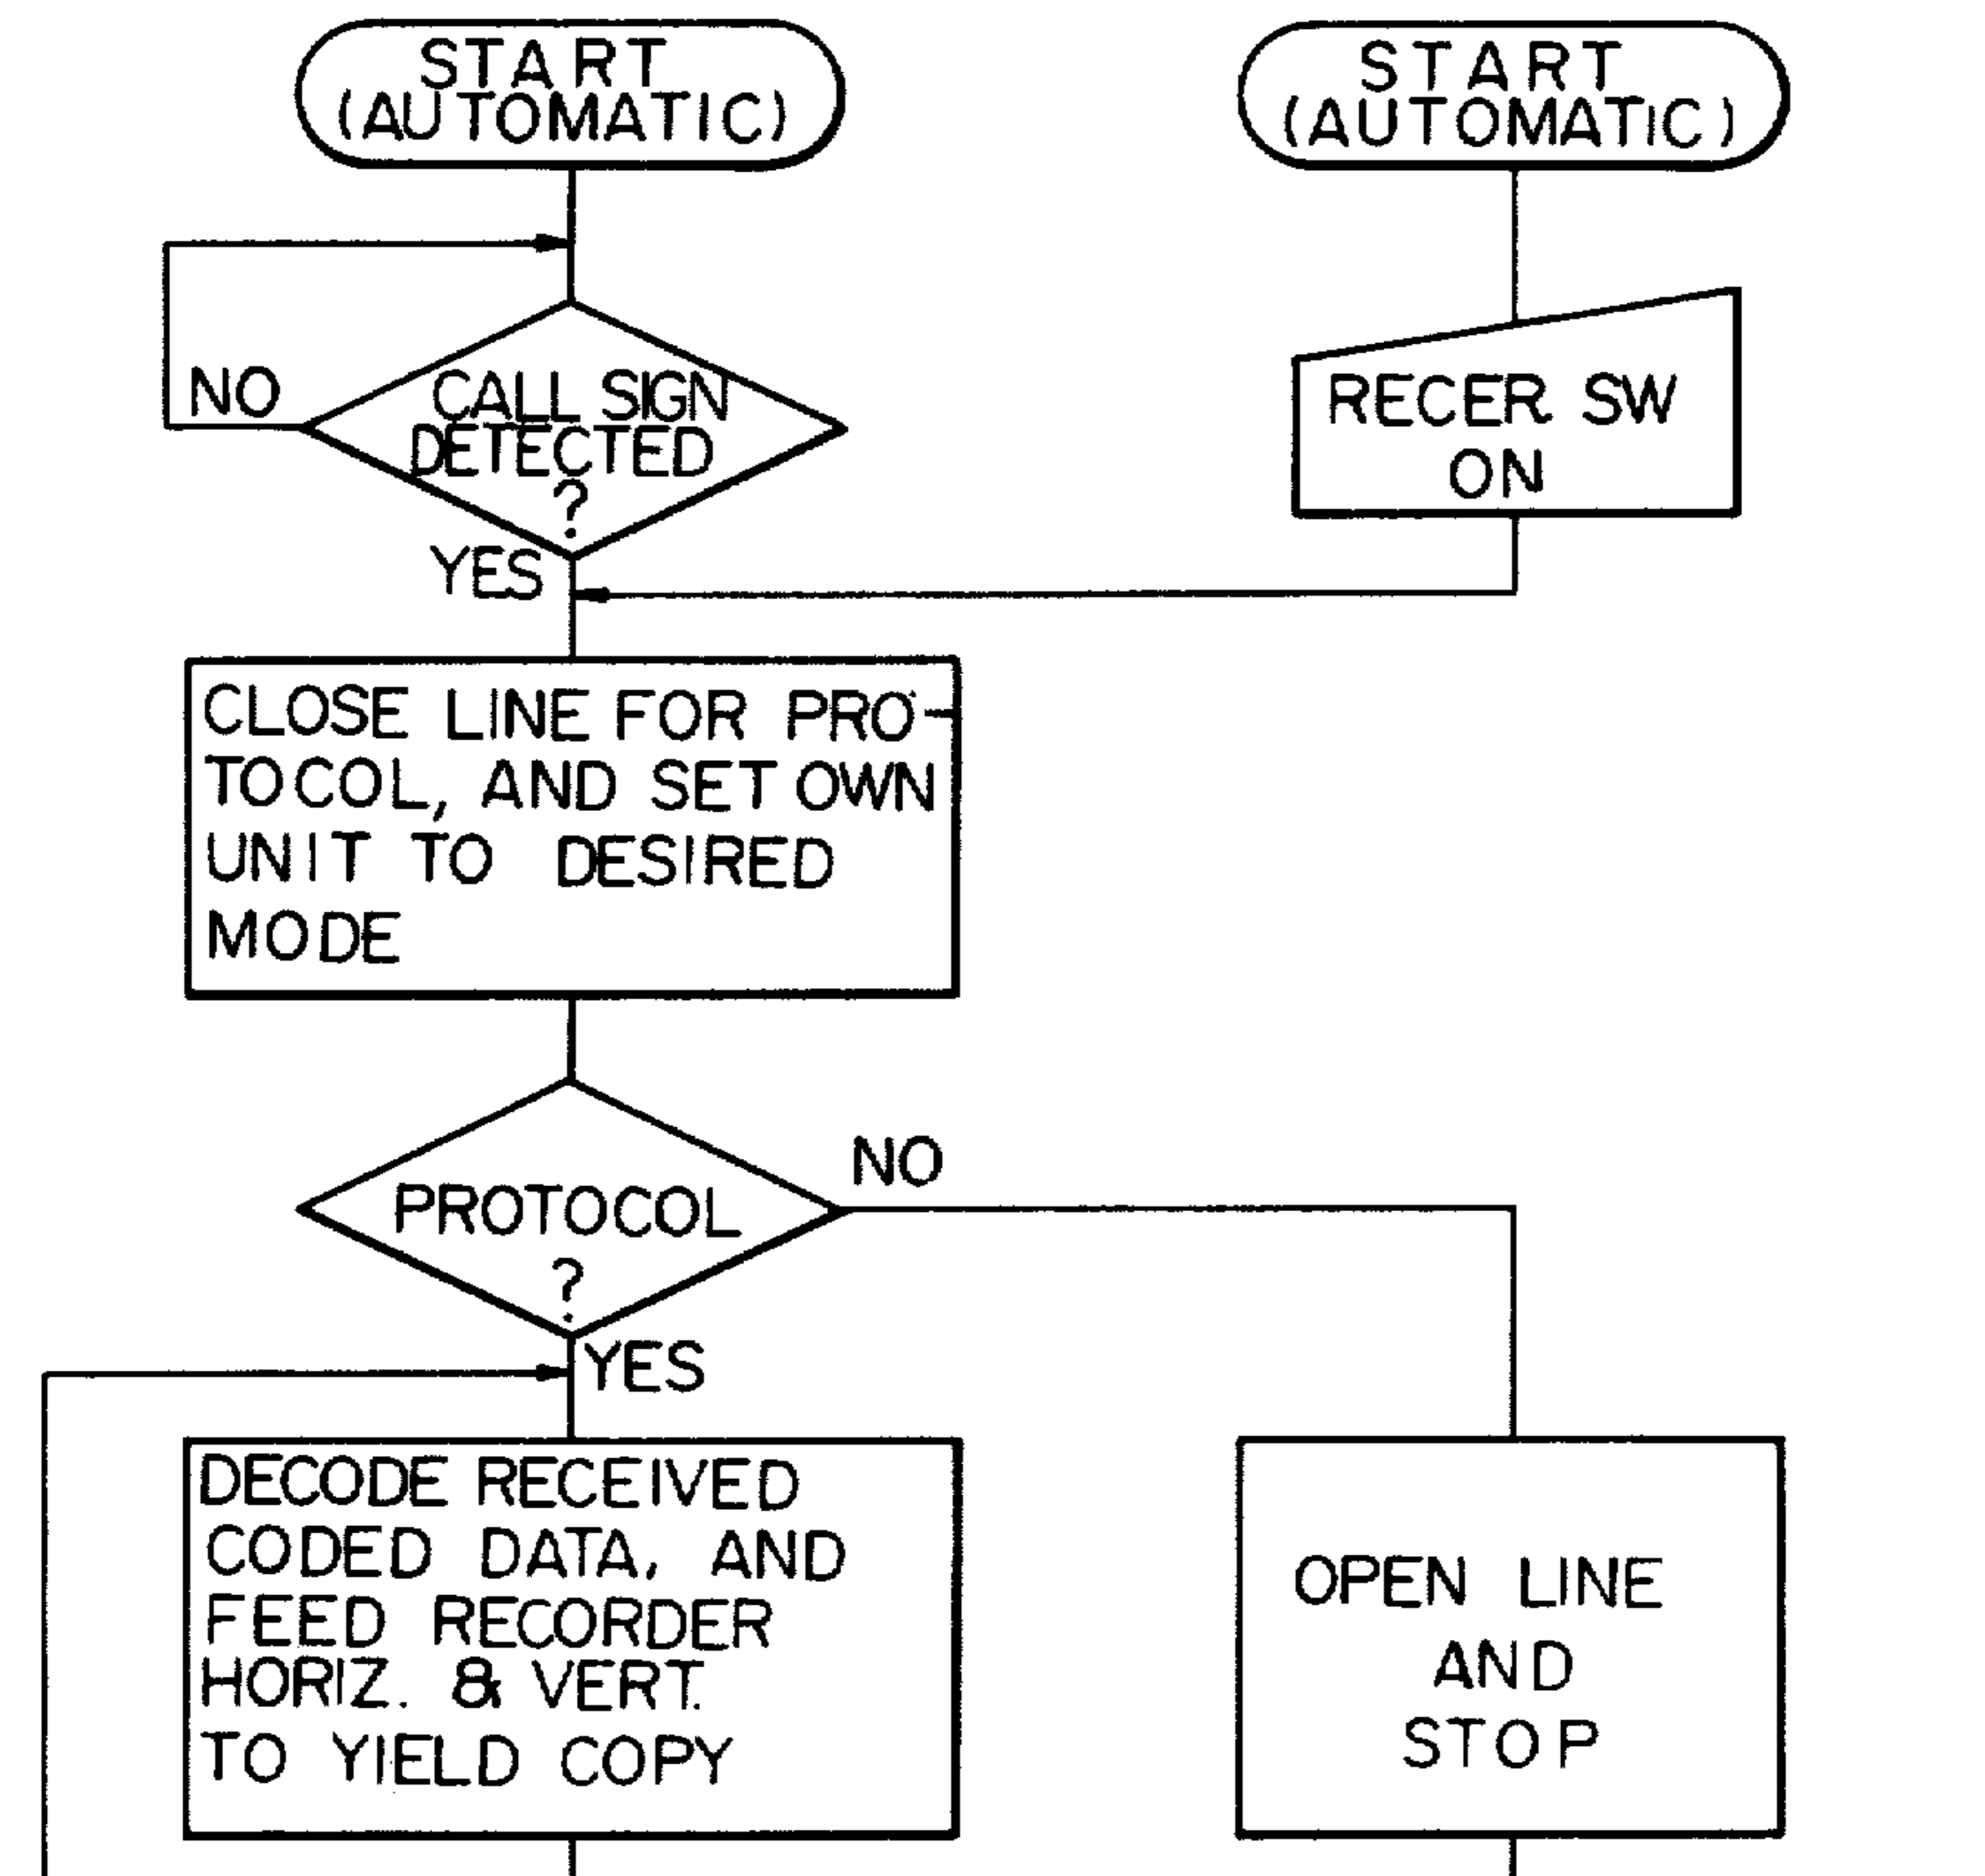 START
(AUTOMATIC)
START
(AUTOMATIC)
NO
CALL SIGN
DETECTED
?
YES
RECER SW
ON
CLOSE LINE FOR PRO-
TOCOL, AND SET OWN
UNIT TO DESIRED
MODE
PROTOCOL
?
NO
YES
DECODE RECEIVED
CODED DATA, AND
FEED RECORDER
HORIZ. & VERT.
TO YIELD COPY
OPEN LINE
AND
STOP